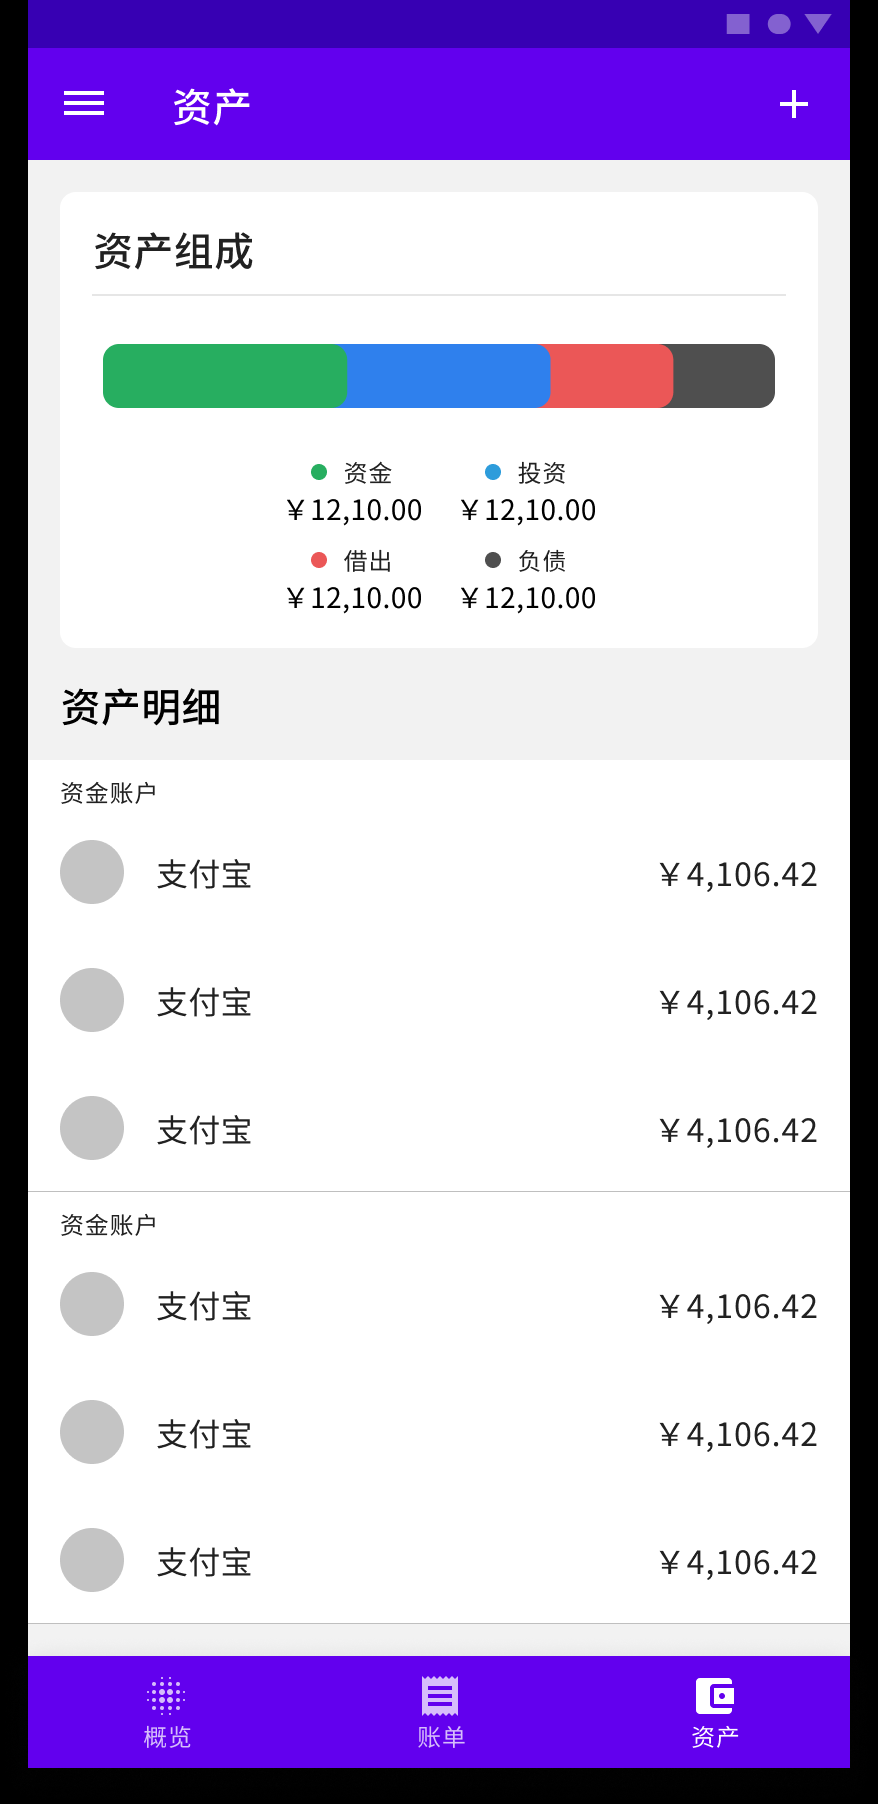 资产
资产组成
资金 投资
￥12,10.00 ￥12,10.00
借出 负债
￥12,10.00 ￥12,10.00
资产明细
资金账户
支付宝 ￥4,106.42
支付宝 ￥4,106.42
支付宝 ￥4,106.42
资金账户
支付宝 ￥4,106.42
支付宝 ￥4,106.42
支付宝 ￥4,106.42
概览 账单 资产